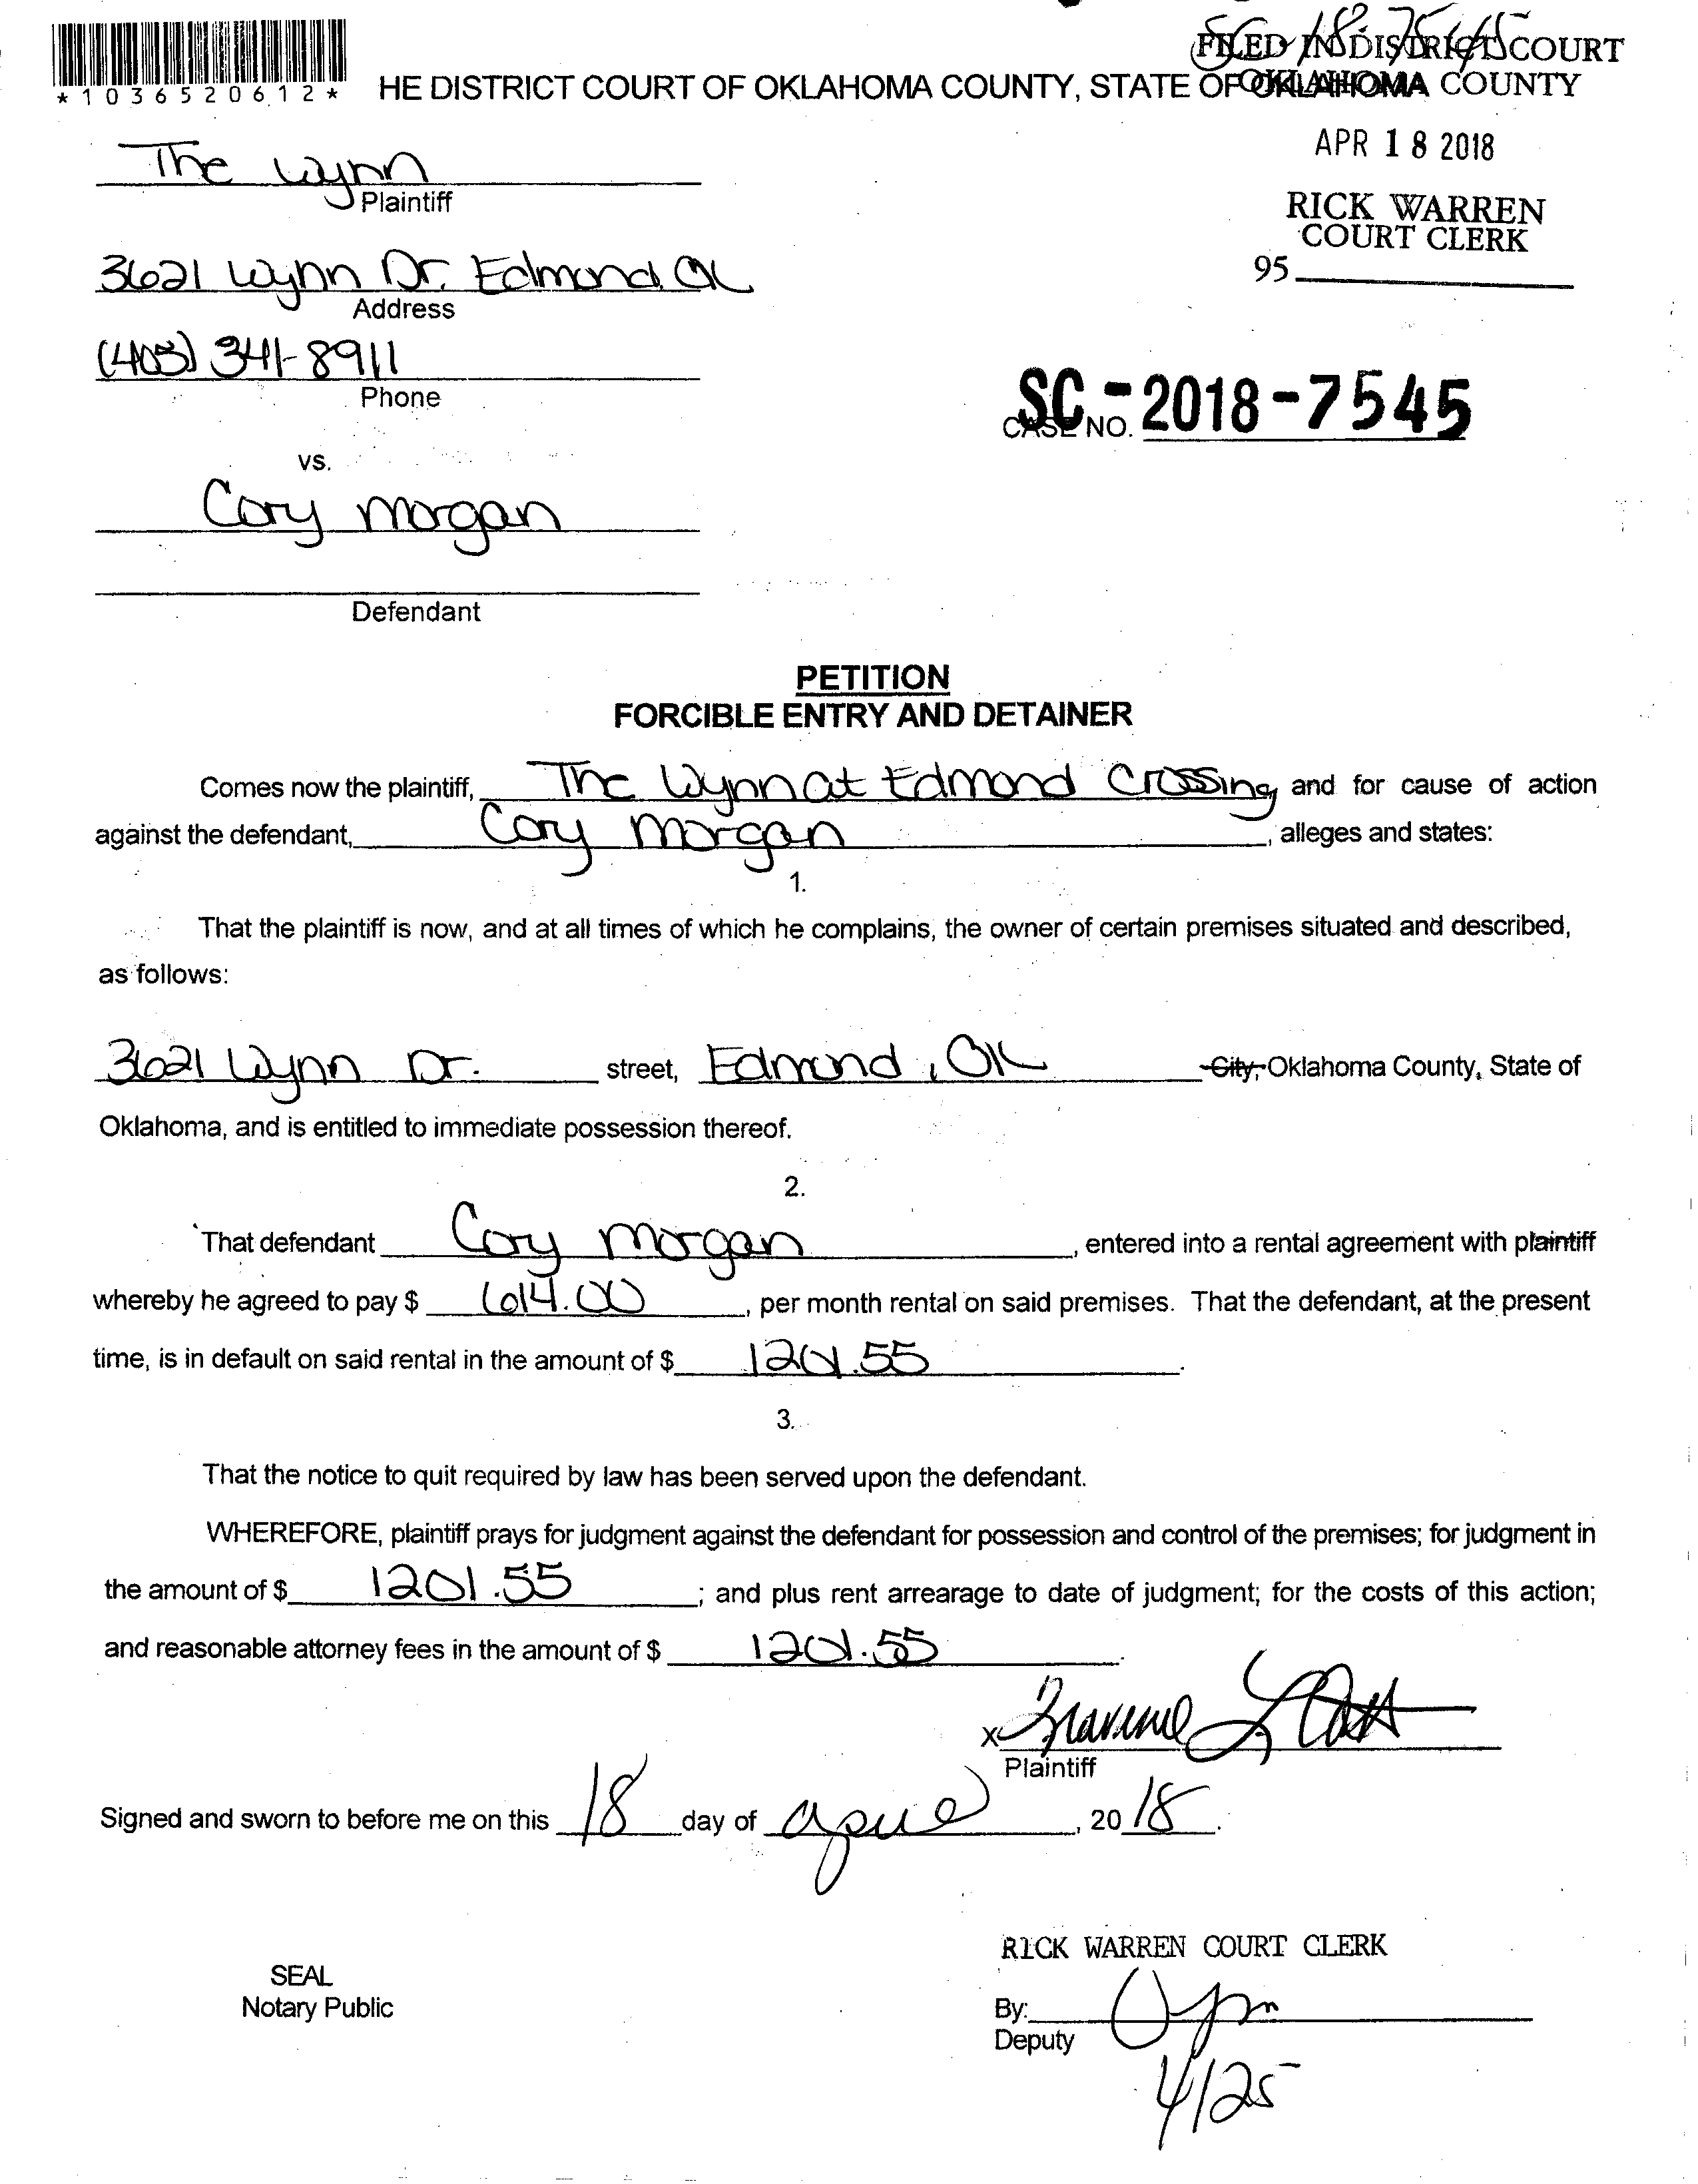 SC 18 7545
FILED IN DISTRICT COURT
*1036520612* HE DISTRICT COURT OF OKLAHOMA COUNTY, STATE OF OKLAHOMA
OKLAHOMA COUNTY
APR 18 2018
The Wynn
Plaintiff
RICK WARREN
COURT CLERK
95
3621 Wynn Dr. Edmond, OK
Address
(405) 341-8911
Phone
SC-2018-7545
CASE NO.
vs.
Cory Morgan
Defendant
PETITION
FORCIBLE ENTRY AND DETAINER
Comes now the plaintiff, The Wynn at Edmond Crossing and for cause of action
against the defendant, Cory Morgan, alleges and states:
1.
That the plaintiff is now, and at all times of which he complains, the owner of certain premises situated and described,
as follows:
3621 Wynn Dr. street, Edmond, OK City, Oklahoma County, State of
Oklahoma, and is entitled to immediate possession thereof.
2.
That defendant Cory Morgan, entered into a rental agreement with plaintiff
whereby he agreed to pay $ 614.00, per month rental on said premises. That the defendant, at the present
time, is in default on said rental in the amount of $ 1201.55.
3.
That the notice to quit required by law has been served upon the defendant.
WHEREFORE, plaintiff prays for judgment against the defendant for possession and control of the premises; for judgment in
the amount of $ 1201.55; and plus rent arrearage to date of judgment; for the costs of this action;
and reasonable attorney fees in the amount of $ 1201.55.
x
Plaintiff
Signed and sworn to before me on this 18 day of april, 2018.
RICK WARREN COURT CLERK
SEAL
Notary Public
By:
Deputy
4/25